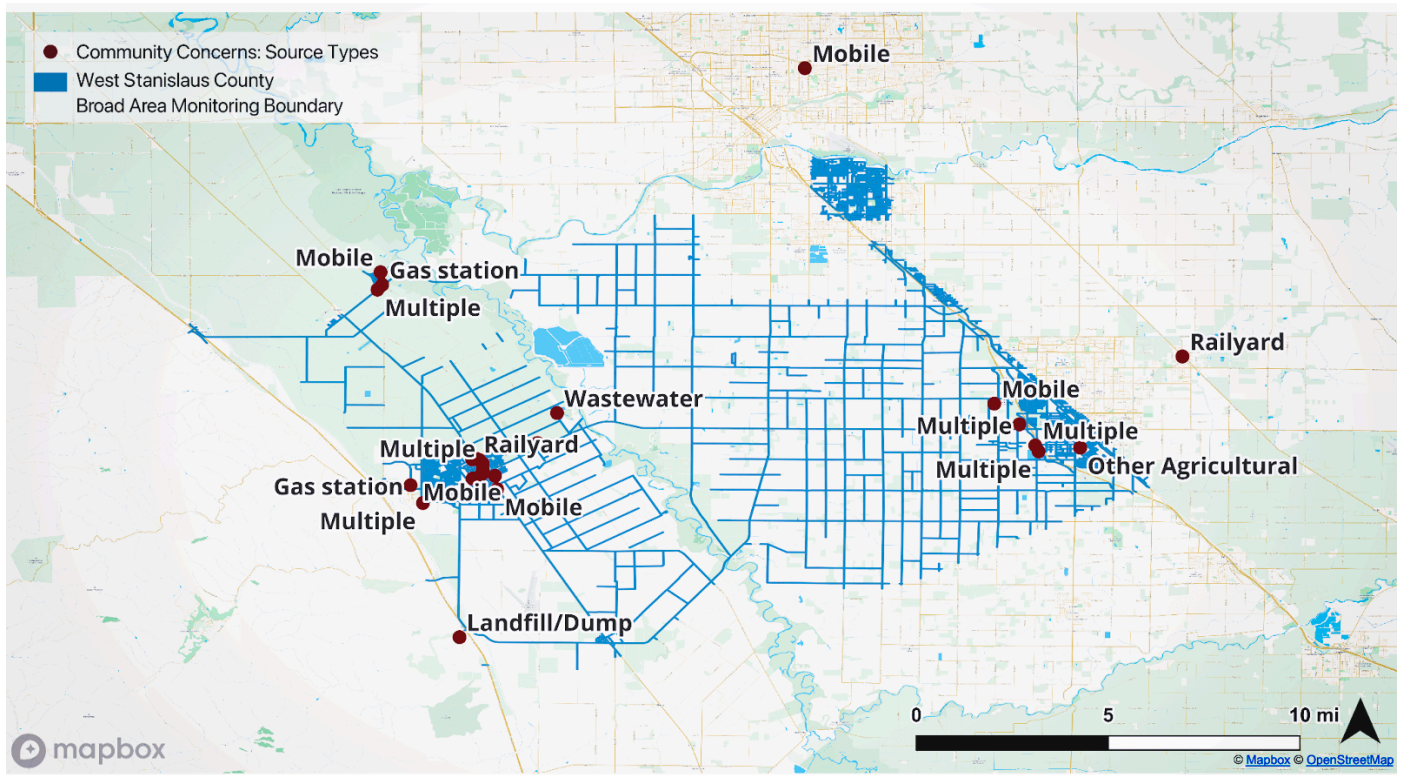 Community Concerns: Source Types
West Stanislaus County
Broad Area Monitoring Boundary
Mobile
Mobile
Gas station
Multiple
Railyard
Wastewater
Mobile
Multiple
Multiple
Multiple
Other Agricultural
Multiple
Railyard
Gas station
Mobile
Mobile
Multiple
Landfill/Dump
0 5 10 mi
mapbox
© Mapbox © OpenStreetMap